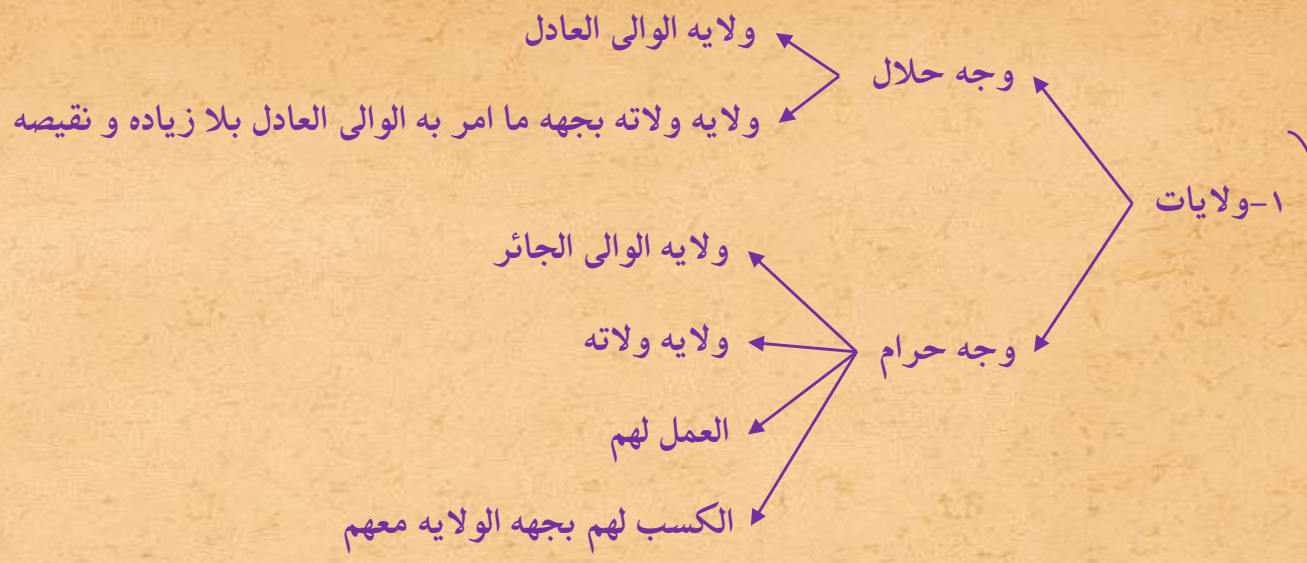 ۱-ولایات
وجه حلال
ولایه الوالی العادل
ولایه ولاته بجهه ما امر به الوالی العادل بلا زیاده و نقیصه
وجه حرام
ولایه الوالی الجائر
ولایه ولاته
العمل لهم
الکسب لهم بجهه الولایه معهم